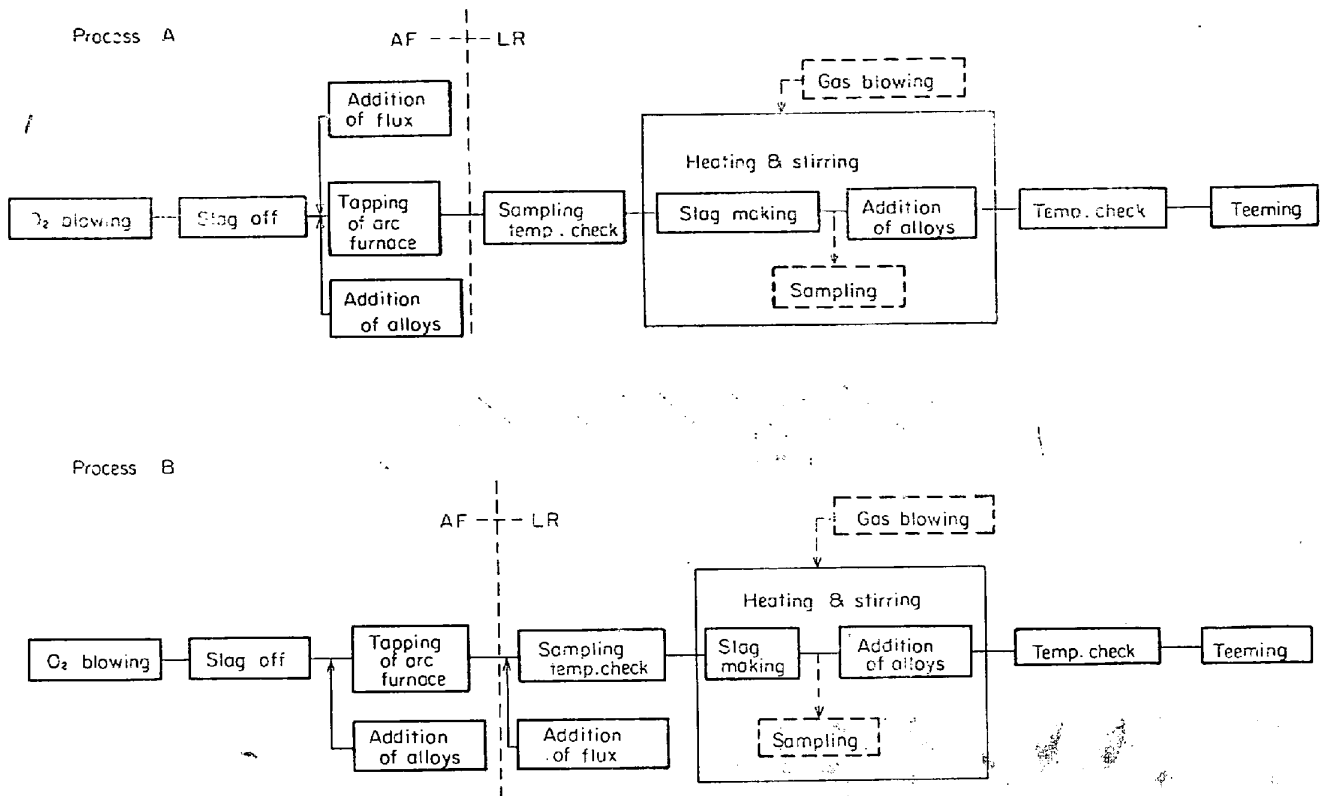 Process A
AF
LR
Gas blowing
Addition
of flux
Heating & stirring
O₂ blowing
Slag off
Tapping
of arc
furnace
Sampling
temp. check
Slag making
Addition
of alloys
Temp. check
Teeming
Sampling
Addition
of alloys
Process B
AF
LR
Gas blowing
Heating & stirring
O₂ blowing
Slag off
Tapping
of arc
furnace
Sampling
temp. check
Slag
making
Addition
of alloys
Temp. check
Teeming
Addition
of alloys
Addition
of flux
Sampling